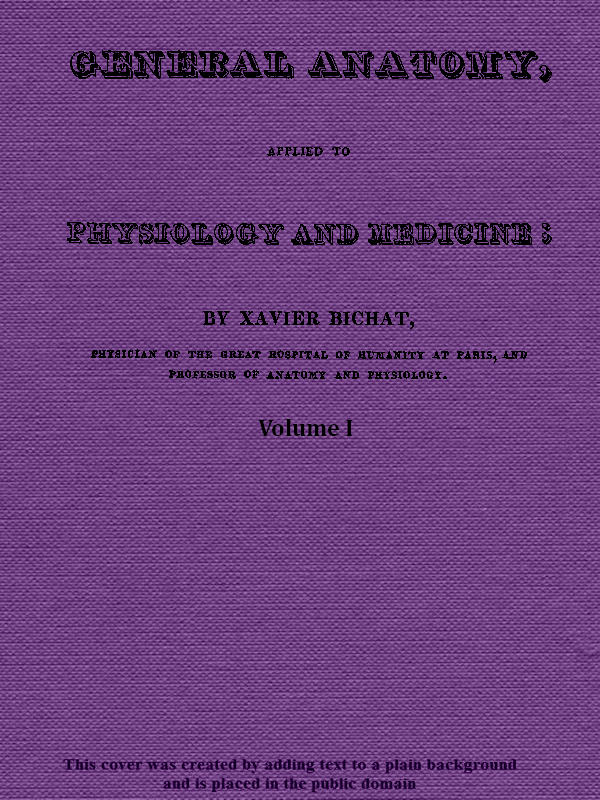 GENERAL ANATOMY,
APPLIED TO
PHYSIOLOGY AND MEDICINE;
BY XAVIER BICHAT,
PHYSICIAN OF THE GREAT HOSPITAL OF HUMANITY AT PARIS, AND
PROFESSOR OF ANATOMY AND PHYSIOLOGY.
Volume I
This cover was created by adding text to a plain background
and is placed in the public domain